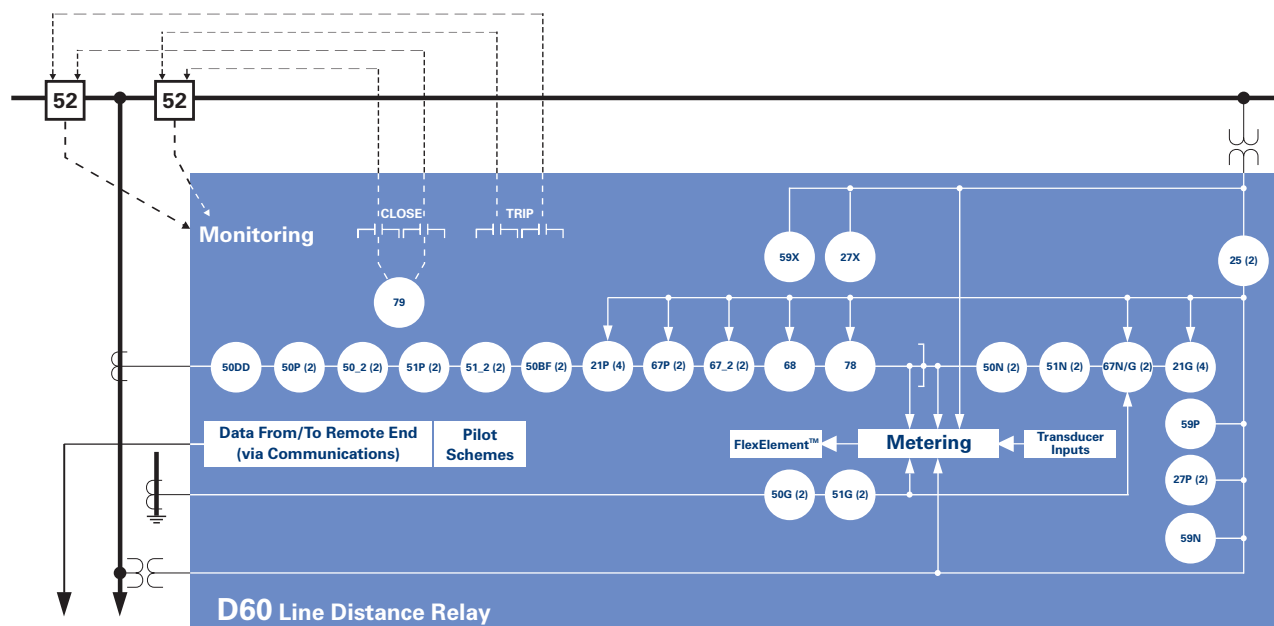 52
52
CLOSE
TRIP
Monitoring
59X
27X
25 (2)
79
50DD
50P (2)
50_2 (2)
51P (2)
51_2 (2)
50BF (2)
21P (4)
67P (2)
67_2 (2)
68
78
50N (2)
51N (2)
67N/G (2)
21G (4)
59P
Data From/To Remote End
(via Communications)
Pilot
Schemes
FlexElement™
Metering
Transducer
Inputs
27P (2)
50G (2)
51G (2)
59N
D60 Line Distance Relay